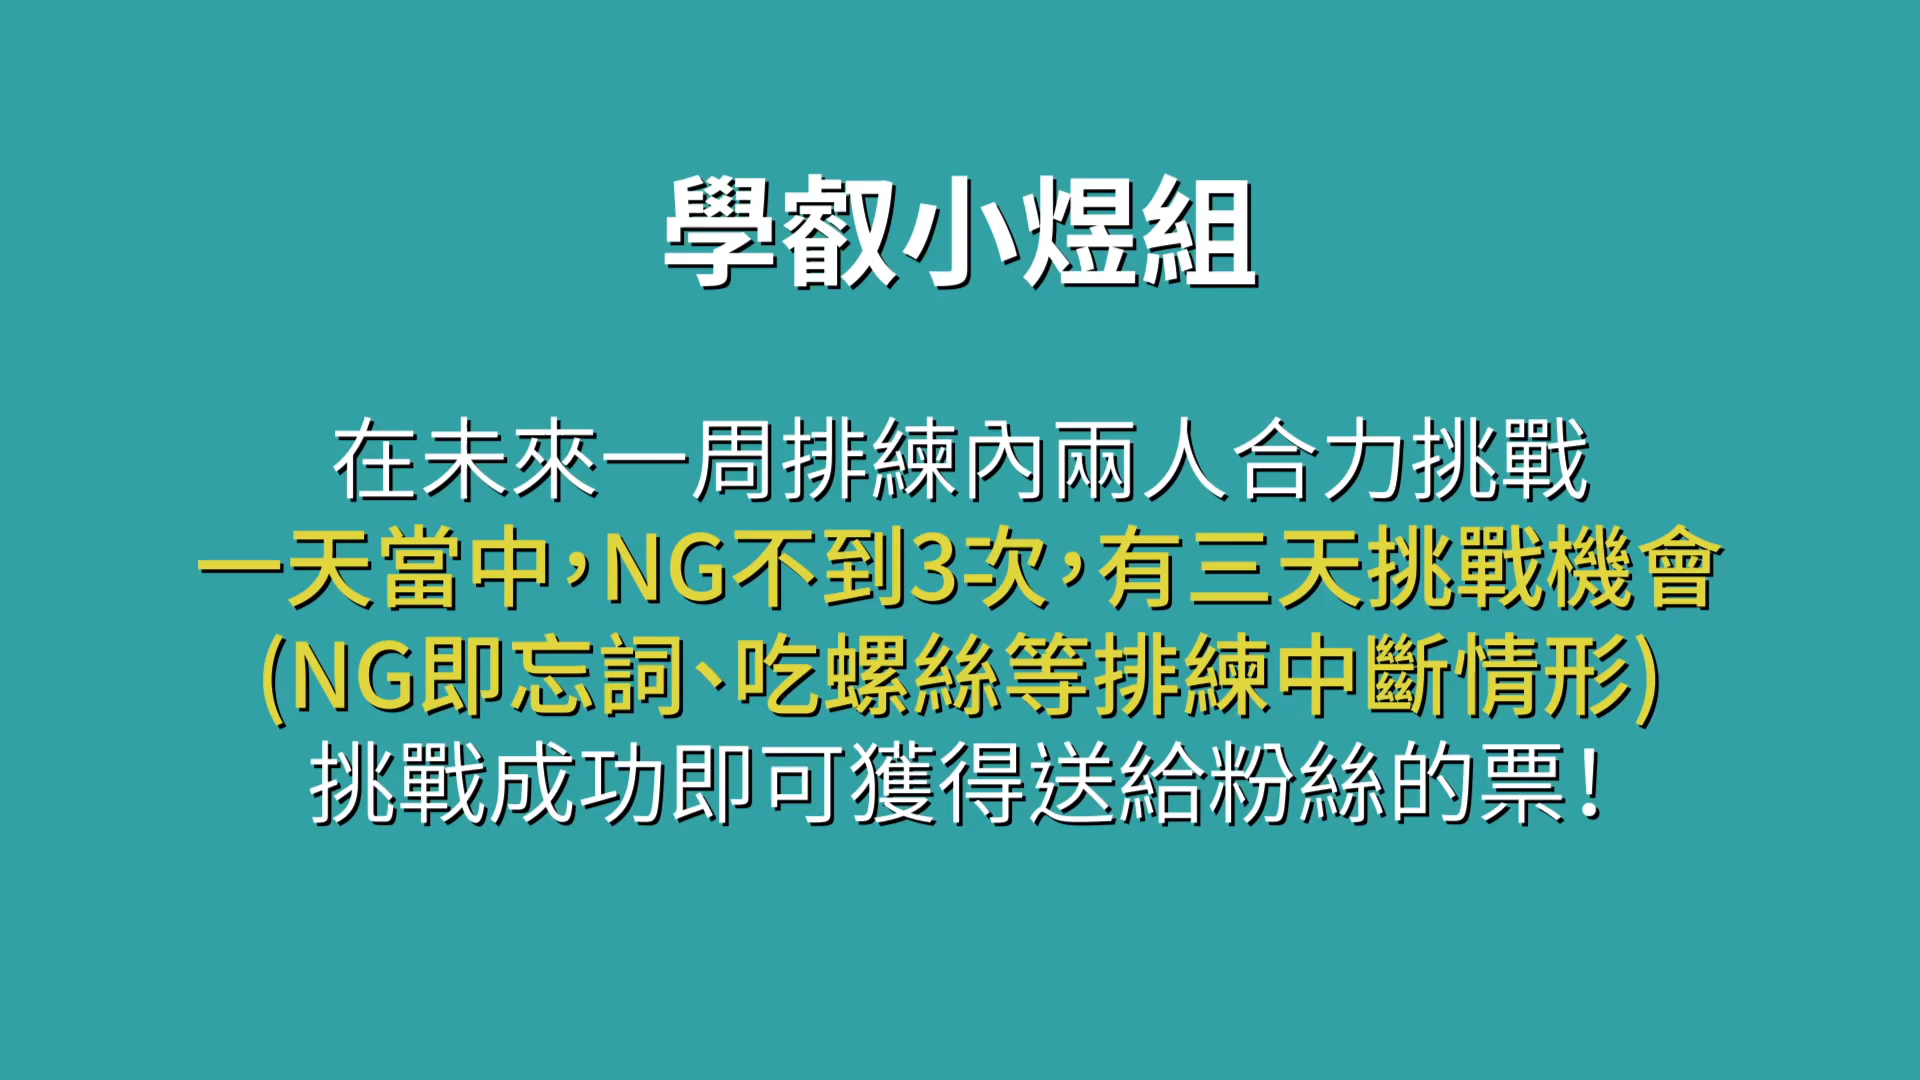 學叡小煜組
在未來一周排練內兩人合力挑戰
一天當中，NG不到3次，有三天挑戰機會
(NG即忘詞、吃螺絲等排練中斷情形)
挑戰成功即可獲得送給粉絲的票！